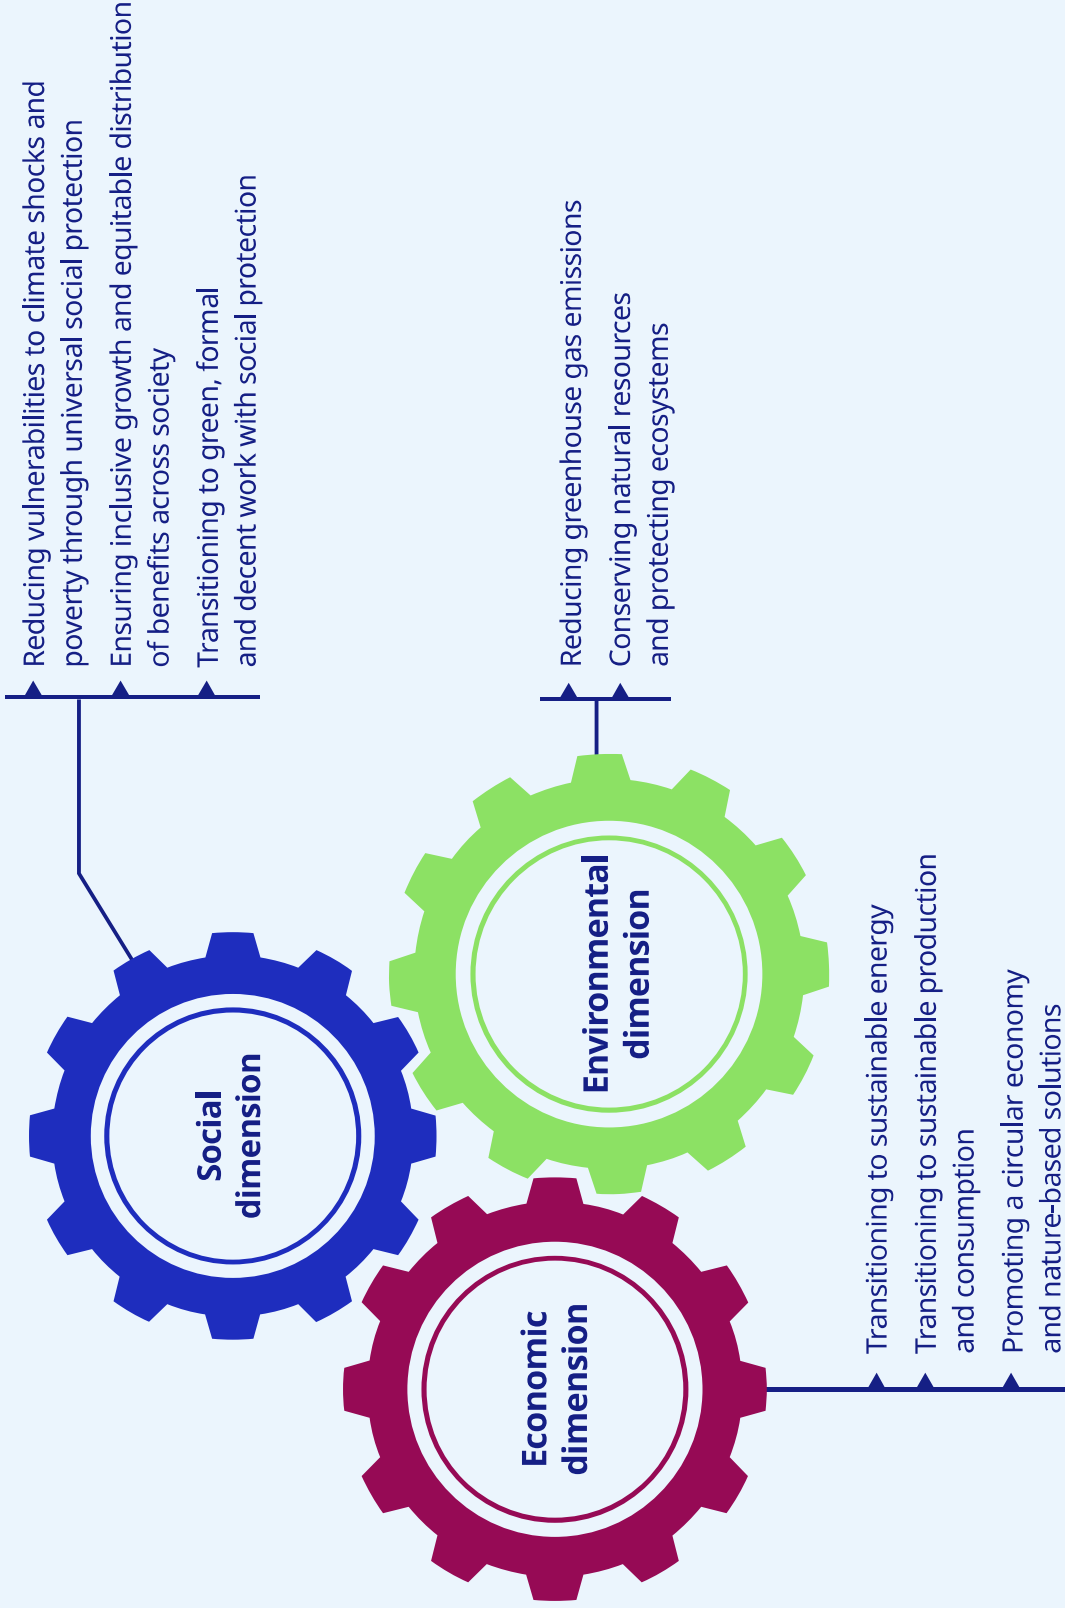 Reducing vulnerabilities to climate shocks and
poverty through universal social protection
Ensuring inclusive growth and equitable distribution
of benefits across society
Transitioning to green, formal
and decent work with social protection
Social
dimension
Reducing greenhouse gas emissions
Conserving natural resources
and protecting ecosystems
Environmental
dimension
Economic
dimension
Transitioning to sustainable energy
Transitioning to sustainable production
and consumption
Promoting a circular economy
and nature-based solutions